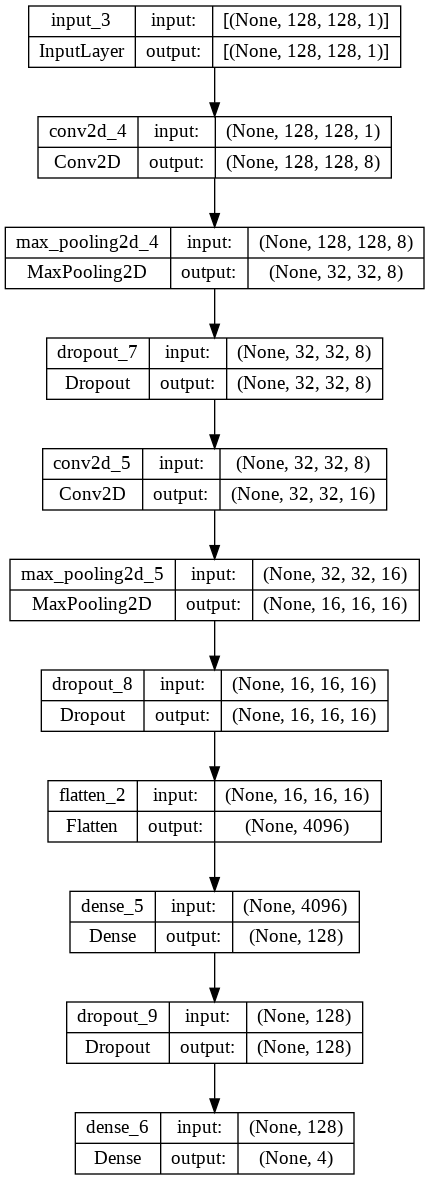 input_3 input: [(None, 128, 128, 1)]
InputLayer output: [(None, 128, 128, 1)]
conv2d_4 input: (None, 128, 128, 1)
Conv2D output: (None, 128, 128, 8)
max_pooling2d_4 input: (None, 128, 128, 8)
MaxPooling2D output: (None, 32, 32, 8)
dropout_7 input: (None, 32, 32, 8)
Dropout output: (None, 32, 32, 8)
conv2d_5 input: (None, 32, 32, 8)
Conv2D output: (None, 32, 32, 16)
max_pooling2d_5 input: (None, 32, 32, 16)
MaxPooling2D output: (None, 16, 16, 16)
dropout_8 input: (None, 16, 16, 16)
Dropout output: (None, 16, 16, 16)
flatten_2 input: (None, 16, 16, 16)
Flatten output: (None, 4096)
dense_5 input: (None, 4096)
Dense output: (None, 128)
dropout_9 input: (None, 128)
Dropout output: (None, 128)
dense_6 input: (None, 128)
Dense output: (None, 4)